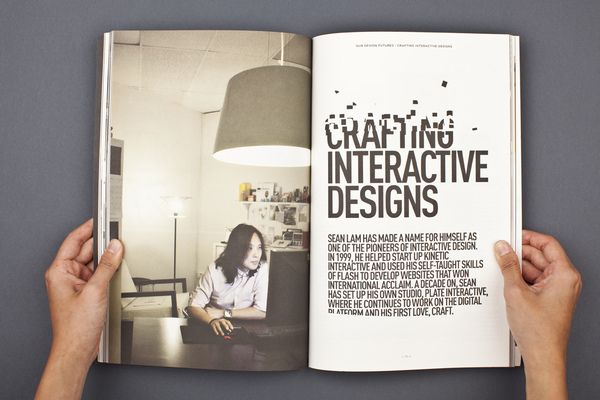 OUR DESIGN FUTURES : CRAFTING INTERACTIVE DESIGNS
CRAFTING
INTERACTIVE
DESIGNS
SEAN LAM HAS MADE A NAME FOR HIMSELF AS
ONE OF THE PIONEERS OF INTERACTIVE DESIGN.
IN 1999, HE HELPED START UP KINETIC
INTERACTIVE AND USED HIS SELF-TAUGHT SKILLS
OF FLASH TO DEVELOP WEBSITES THAT WON
INTERNATIONAL ACCLAIM. A DECADE ON, SEAN
HAS SET UP HIS OWN STUDIO, PLATE INTERACTIVE,
WHERE HE CONTINUES TO WORK ON THE DIGITAL
PLATFORM AND HIS FIRST LOVE, CRAFT.